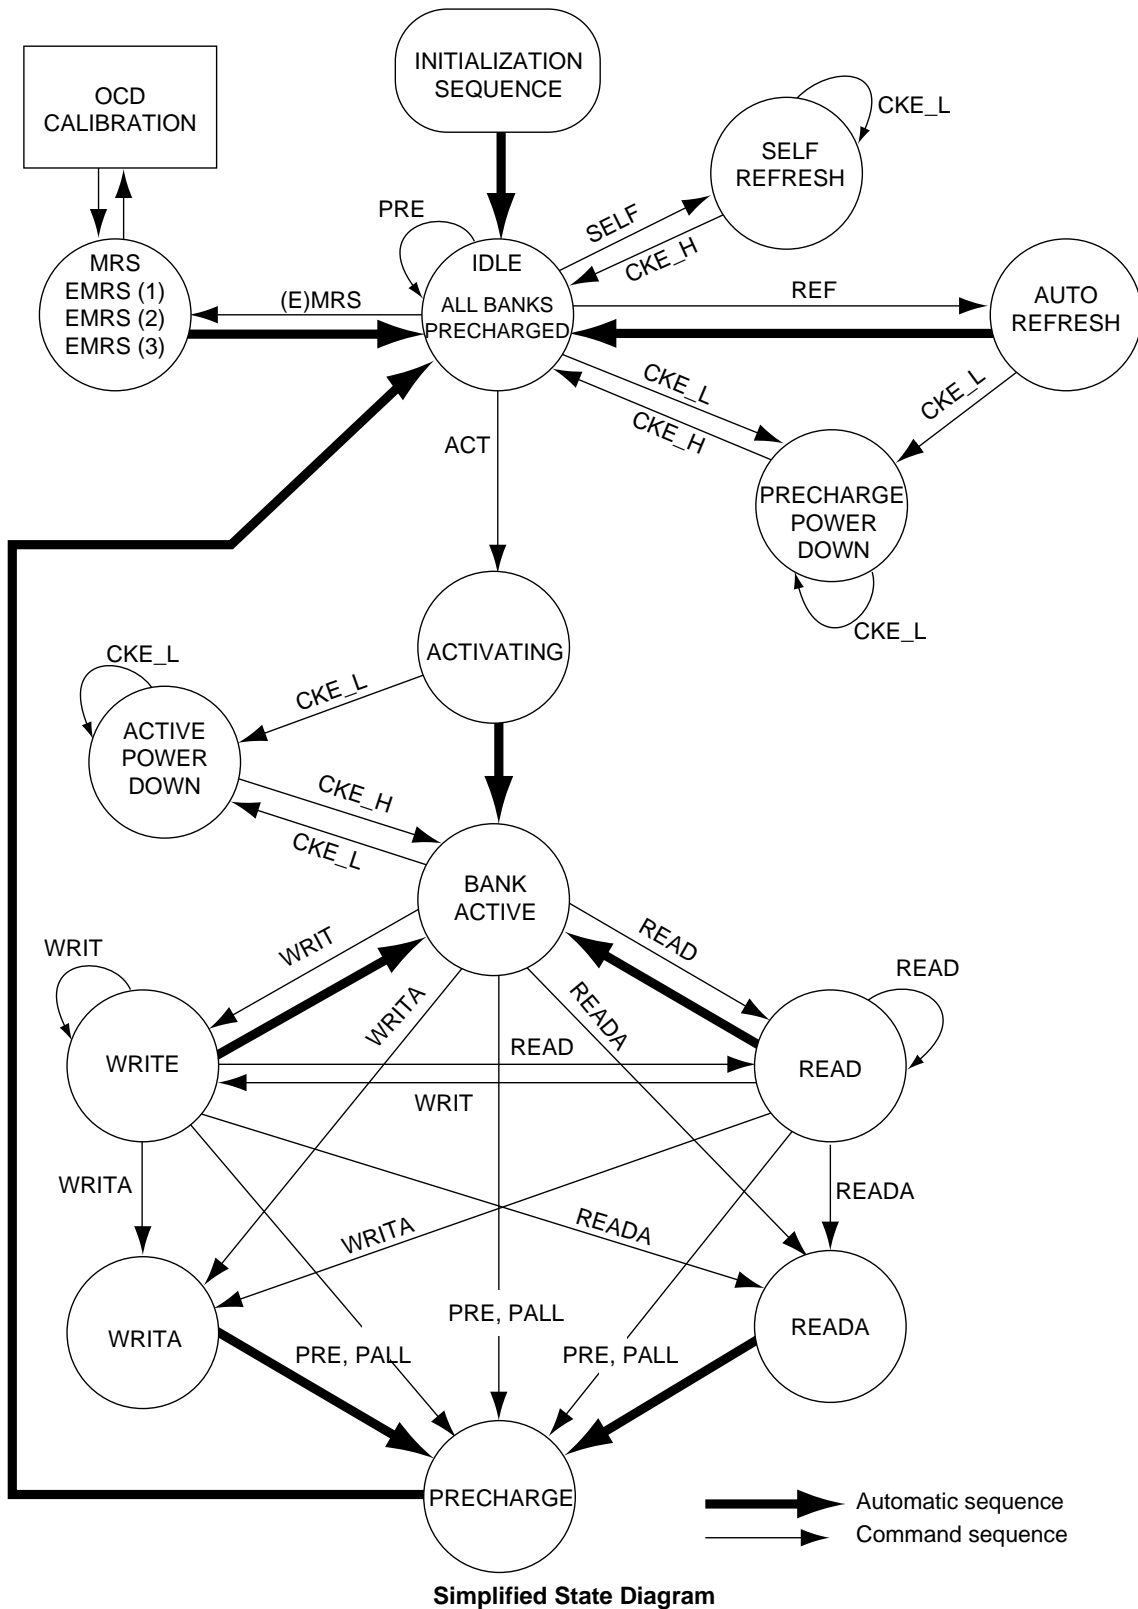 INITIALIZATION
SEQUENCE
OCD
CALIBRATION
CKE_L
SELF
REFRESH
PRE
SELF
CKE_H
IDLE
ALL BANKS
PRECHARGED
MRS
EMRS (1)
EMRS (2)
EMRS (3)
(E)MRS
REF
AUTO
REFRESH
CKE_L
CKE_H
CKE_L
ACT
PRECHARGE
POWER
DOWN
CKE_L
ACTIVATING
CKE_L
CKE_L
ACTIVE
POWER
DOWN
CKE_H
CKE_L
BANK
ACTIVE
WRIT
WRIT
READ
READ
WRITA
READA
WRITE
READ
WRIT
READ
WRITA
WRITA
READA
READA
WRITA
PRE, PALL
PRE, PALL
PRE, PALL
READA
PRECHARGE
Automatic sequence
Command sequence
Simplified State Diagram